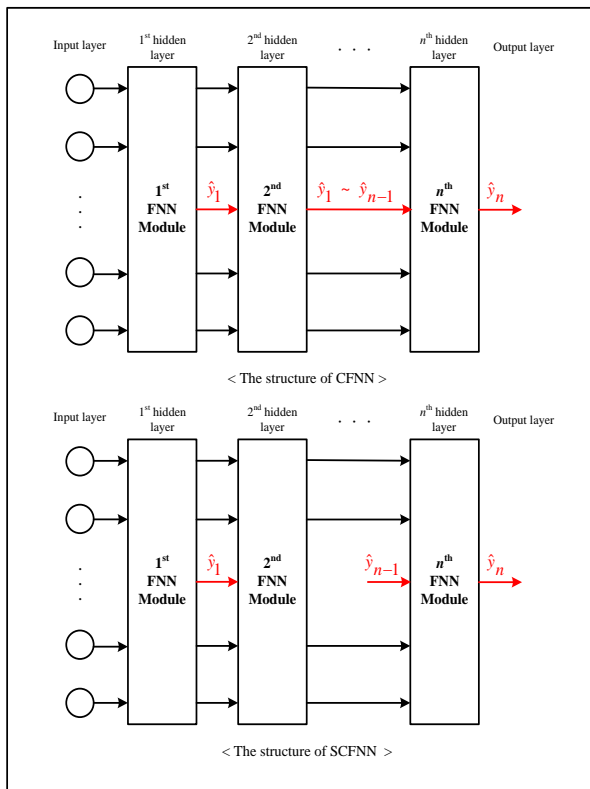 Input layer
1st hidden layer
2nd hidden layer
. . .
nth hidden layer
Output layer
1st FNN Module
ŷ1
2nd FNN Module
ŷ1 ~ ŷn−1
nth FNN Module
ŷn
. . .
< The structure of CFNN >
Input layer
1st hidden layer
2nd hidden layer
. . .
nth hidden layer
Output layer
1st FNN Module
ŷ1
2nd FNN Module
ŷn−1
nth FNN Module
ŷn
. . .
< The structure of SCFNN >